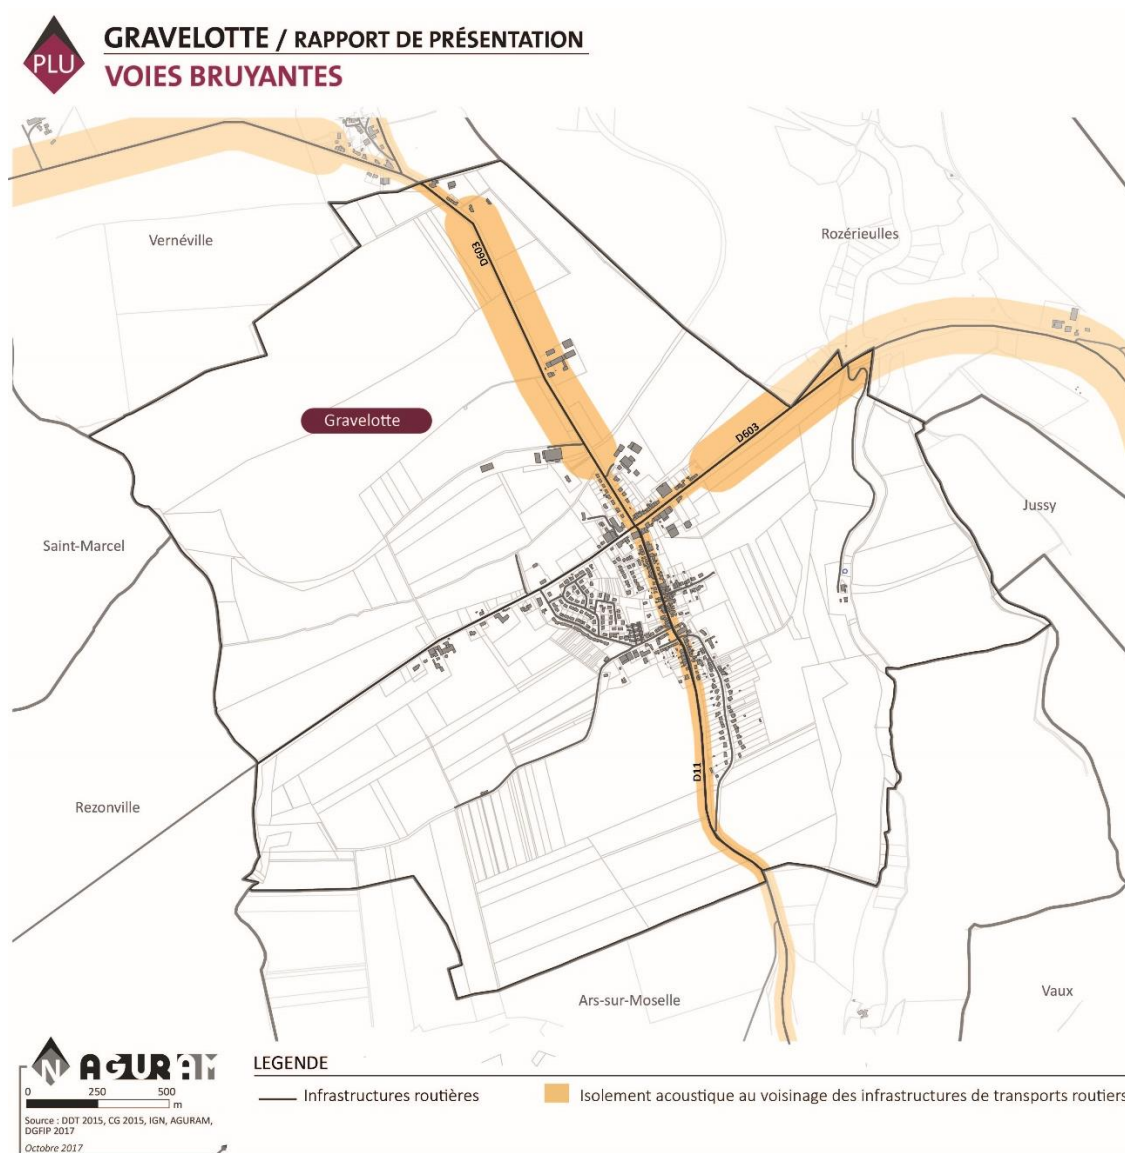 PLU
GRAVELOTTE / RAPPORT DE PRÉSENTATION
VOIES BRUYANTES
Vernéville
Rozérieulles
D603
Gravelotte
D603
Jussy
Saint-Marcel
D11
Rezonville
Ars-sur-Moselle
Vaux
N AGURAM
0 250 500
m
Source : DDT 2015, CG 2015, IGN, AGURAM,
DGFIP 2017
Octobre 2017
LEGENDE
Infrastructures routières
Isolement acoustique au voisinage des infrastructures de transports routiers